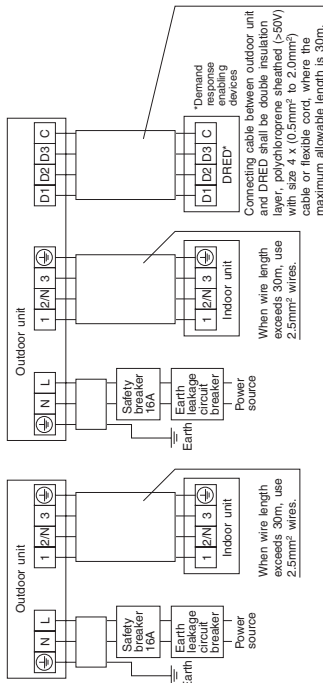 Outdoor unit
⏚ N L
1 2/N 3 ⏚
Safety
breaker
16A
Earth
leakage
circuit
breaker
Power
source
Earth
1 2/N 3 ⏚
Indoor unit
When wire length
exceeds 30m, use
2.5mm² wires.
Outdoor unit
⏚ N L
1 2/N 3 ⏚
D1 D2 D3 C
Safety
breaker
16A
Earth
leakage
circuit
breaker
Power
source
Earth
1 2/N 3 ⏚
Indoor unit
When wire length
exceeds 30m, use
2.5mm² wires.
D1 D2 D3 C
DRED*
*Demand
response
enabling
devices
Connecting cable between outdoor unit
and DRED shall be double insulation
layer, polychloroprene sheathed (>50V)
with size 4 x (0.5mm² to 2.0mm²)
cable or flexible cord, where the
maximum allowable length is 30m.